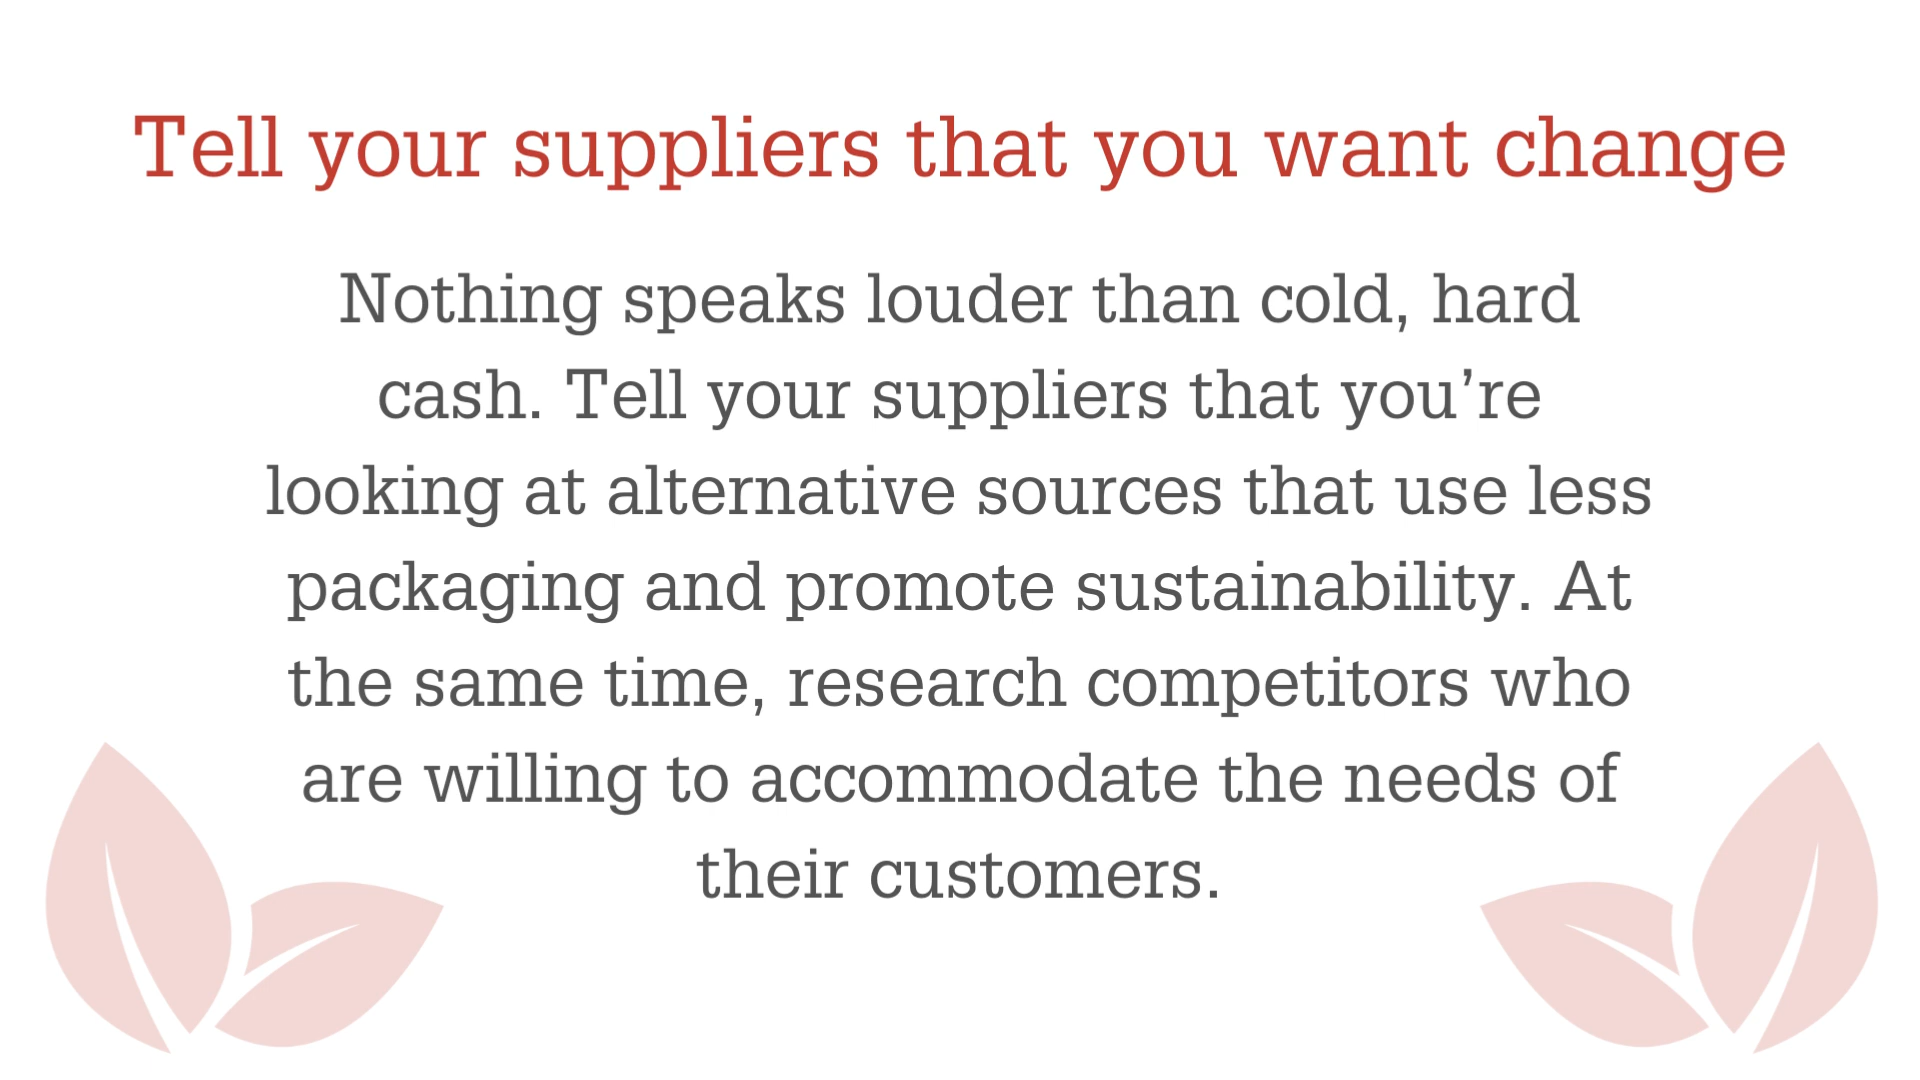 Tell your suppliers that you want change
Nothing speaks louder than cold, hard
cash. Tell your suppliers that you’re
looking at alternative sources that use less
packaging and promote sustainability. At
the same time, research competitors who
are willing to accommodate the needs of
their customers.